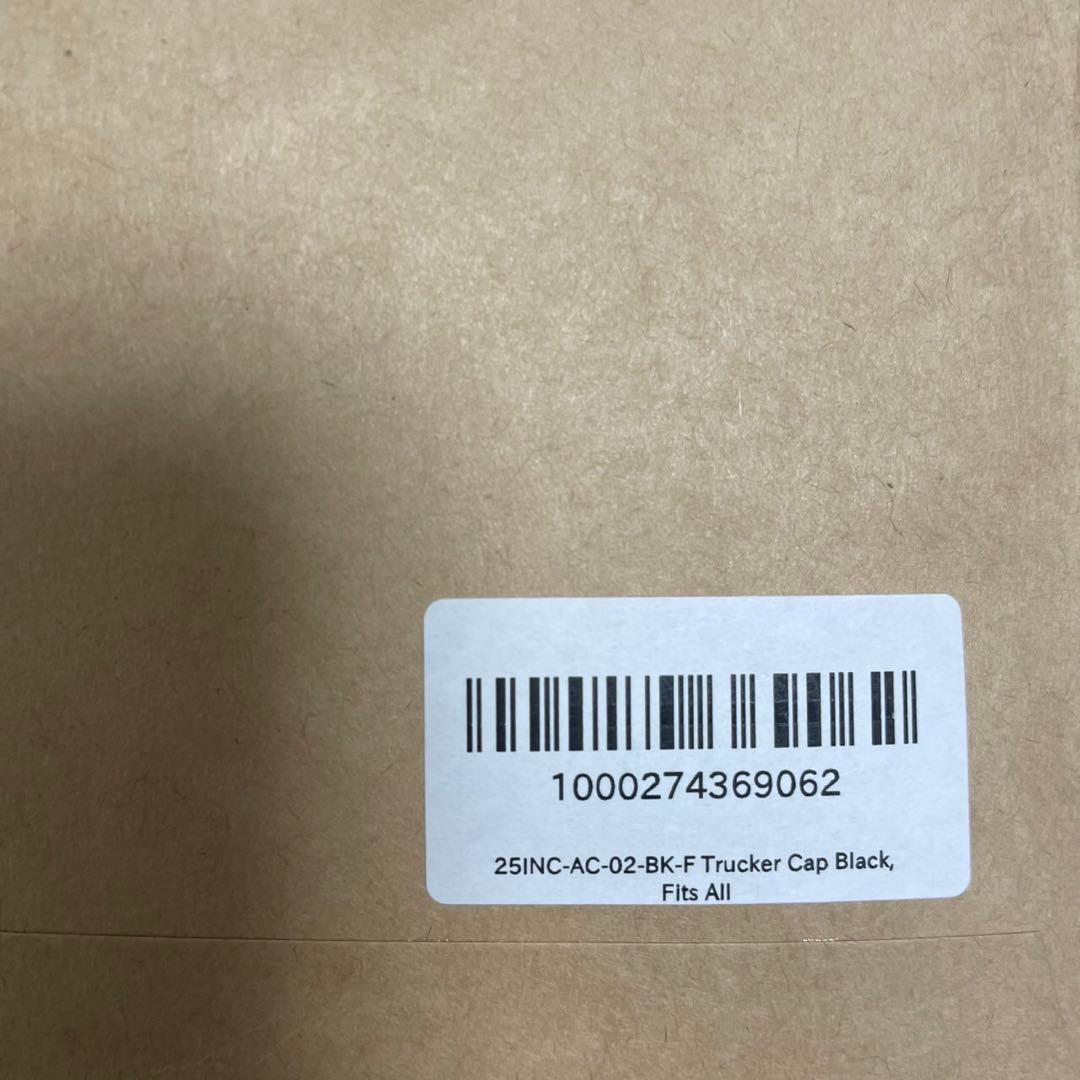 1000274369062
25INC-AC-02-BK-F Trucker Cap Black,
Fits All